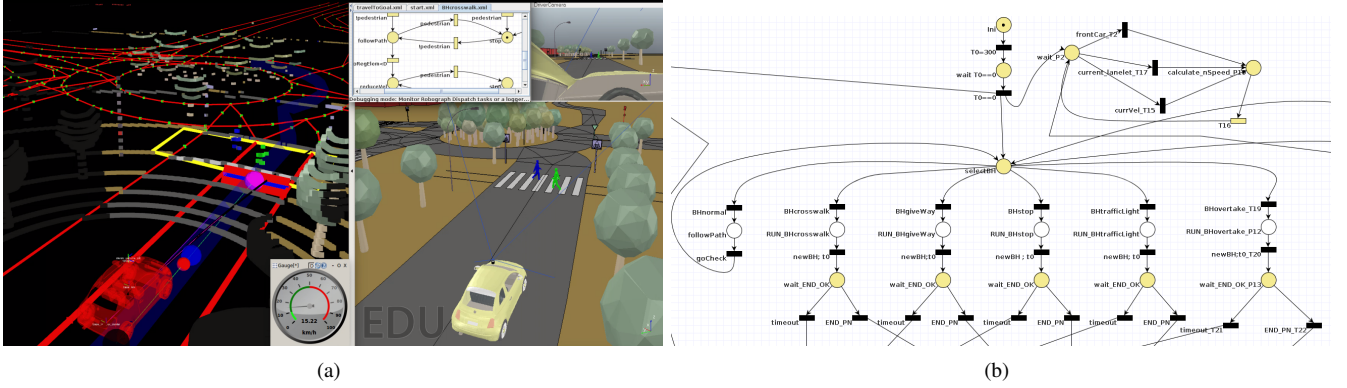 travelToGoal.xml start.xml BHcrosswalk.xml
DriverCamera
!pedestrian pedestrian pedestrian
followPath stop
!pedestrian
pedestrian
Debugging mode: Monitor Robograph Dispatch tasks or a logger...
Gauge[*]
15.22
km/h
EDU
(a)
Ini
T0=300
wait T0==0
T0==0
wait_P2
frontCar_T2
current_lanelet_T17
calculate_nSpeed_P16
currVel_T15
T16
selectBH
BHnormal BHcrosswalk BHgiveWay BHstop BHtrafficLight BHovertake_T19
followPath RUN_BHcrosswalk RUN_BHgiveWay RUN_BHstop RUN_BHtrafficLight RUN_BHovertake_P12
goCheck newBH; t0 newBH; t0 newBH ; t0 newBH; t0 newBH;t0_T20
wait_END_OK wait_END_OK wait_END_OK wait_END_OK wait_END_OK_P13
timeout END_PN timeout END_PN timeout END_PN timeout END_PN timeout_T21 END_PN_T22
(b)